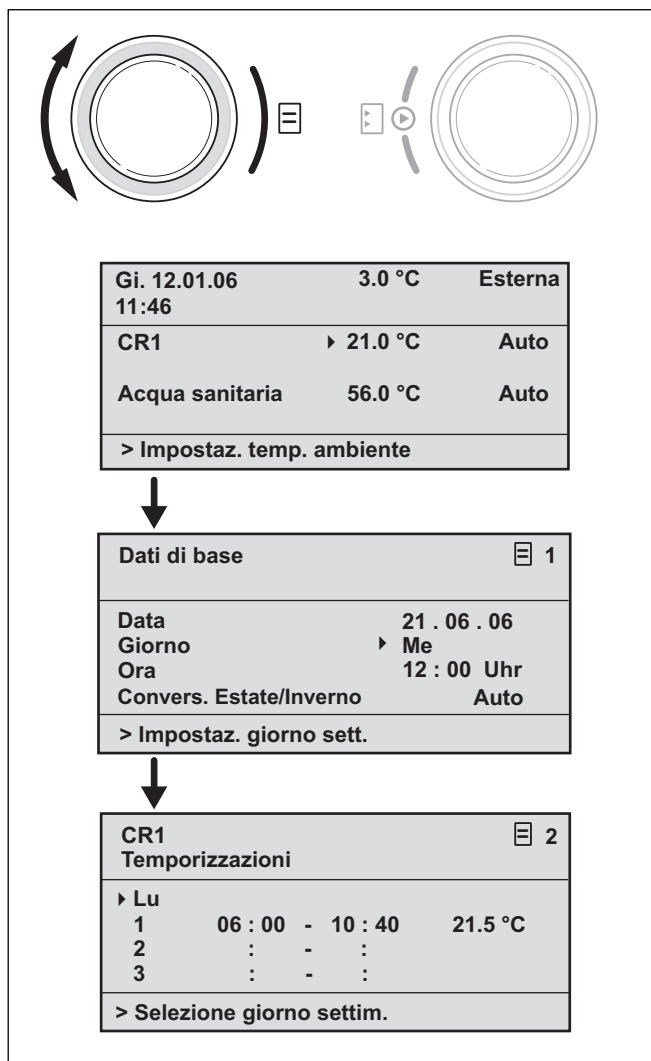 Gi. 12.01.06 3.0 °C Esterna
11:46
CR1 21.0 °C Auto
Acqua sanitaria 56.0 °C Auto
> Impostaz. temp. ambiente
Dati di base 1
Data 21 . 06 . 06
Giorno Me
Ora 12 : 00 Uhr
Convers. Estate/Inverno Auto
> Impostaz. giorno sett.
CR1 2
Temporizzazioni
Lu
1 06 : 00 - 10 : 40 21.5 °C
2 : - :
3 : - :
> Selezione giorno settim.